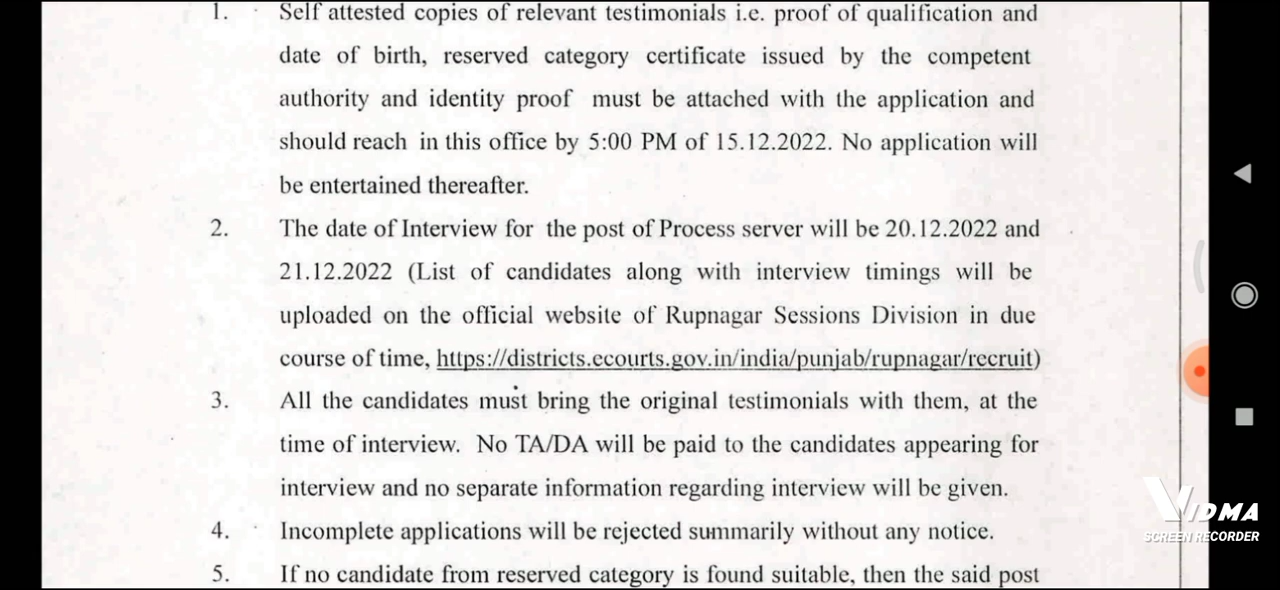 1. Self attested copies of relevant testimonials i.e. proof of qualification and
date of birth, reserved category certificate issued by the competent
authority and identity proof must be attached with the application and
should reach in this office by 5:00 PM of 15.12.2022. No application will
be entertained thereafter.
2. The date of Interview for the post of Process server will be 20.12.2022 and
21.12.2022 (List of candidates along with interview timings will be
uploaded on the official website of Rupnagar Sessions Division in due
course of time, https://districts.ecourts.gov.in/india/punjab/rupnagar/recruit)
3. All the candidates must bring the original testimonials with them, at the
time of interview. No TA/DA will be paid to the candidates appearing for
interview and no separate information regarding interview will be given.
4. Incomplete applications will be rejected summarily without any notice.
5. If no candidate from reserved category is found suitable, then the said post
VIDMA
SCREEN RECORDER